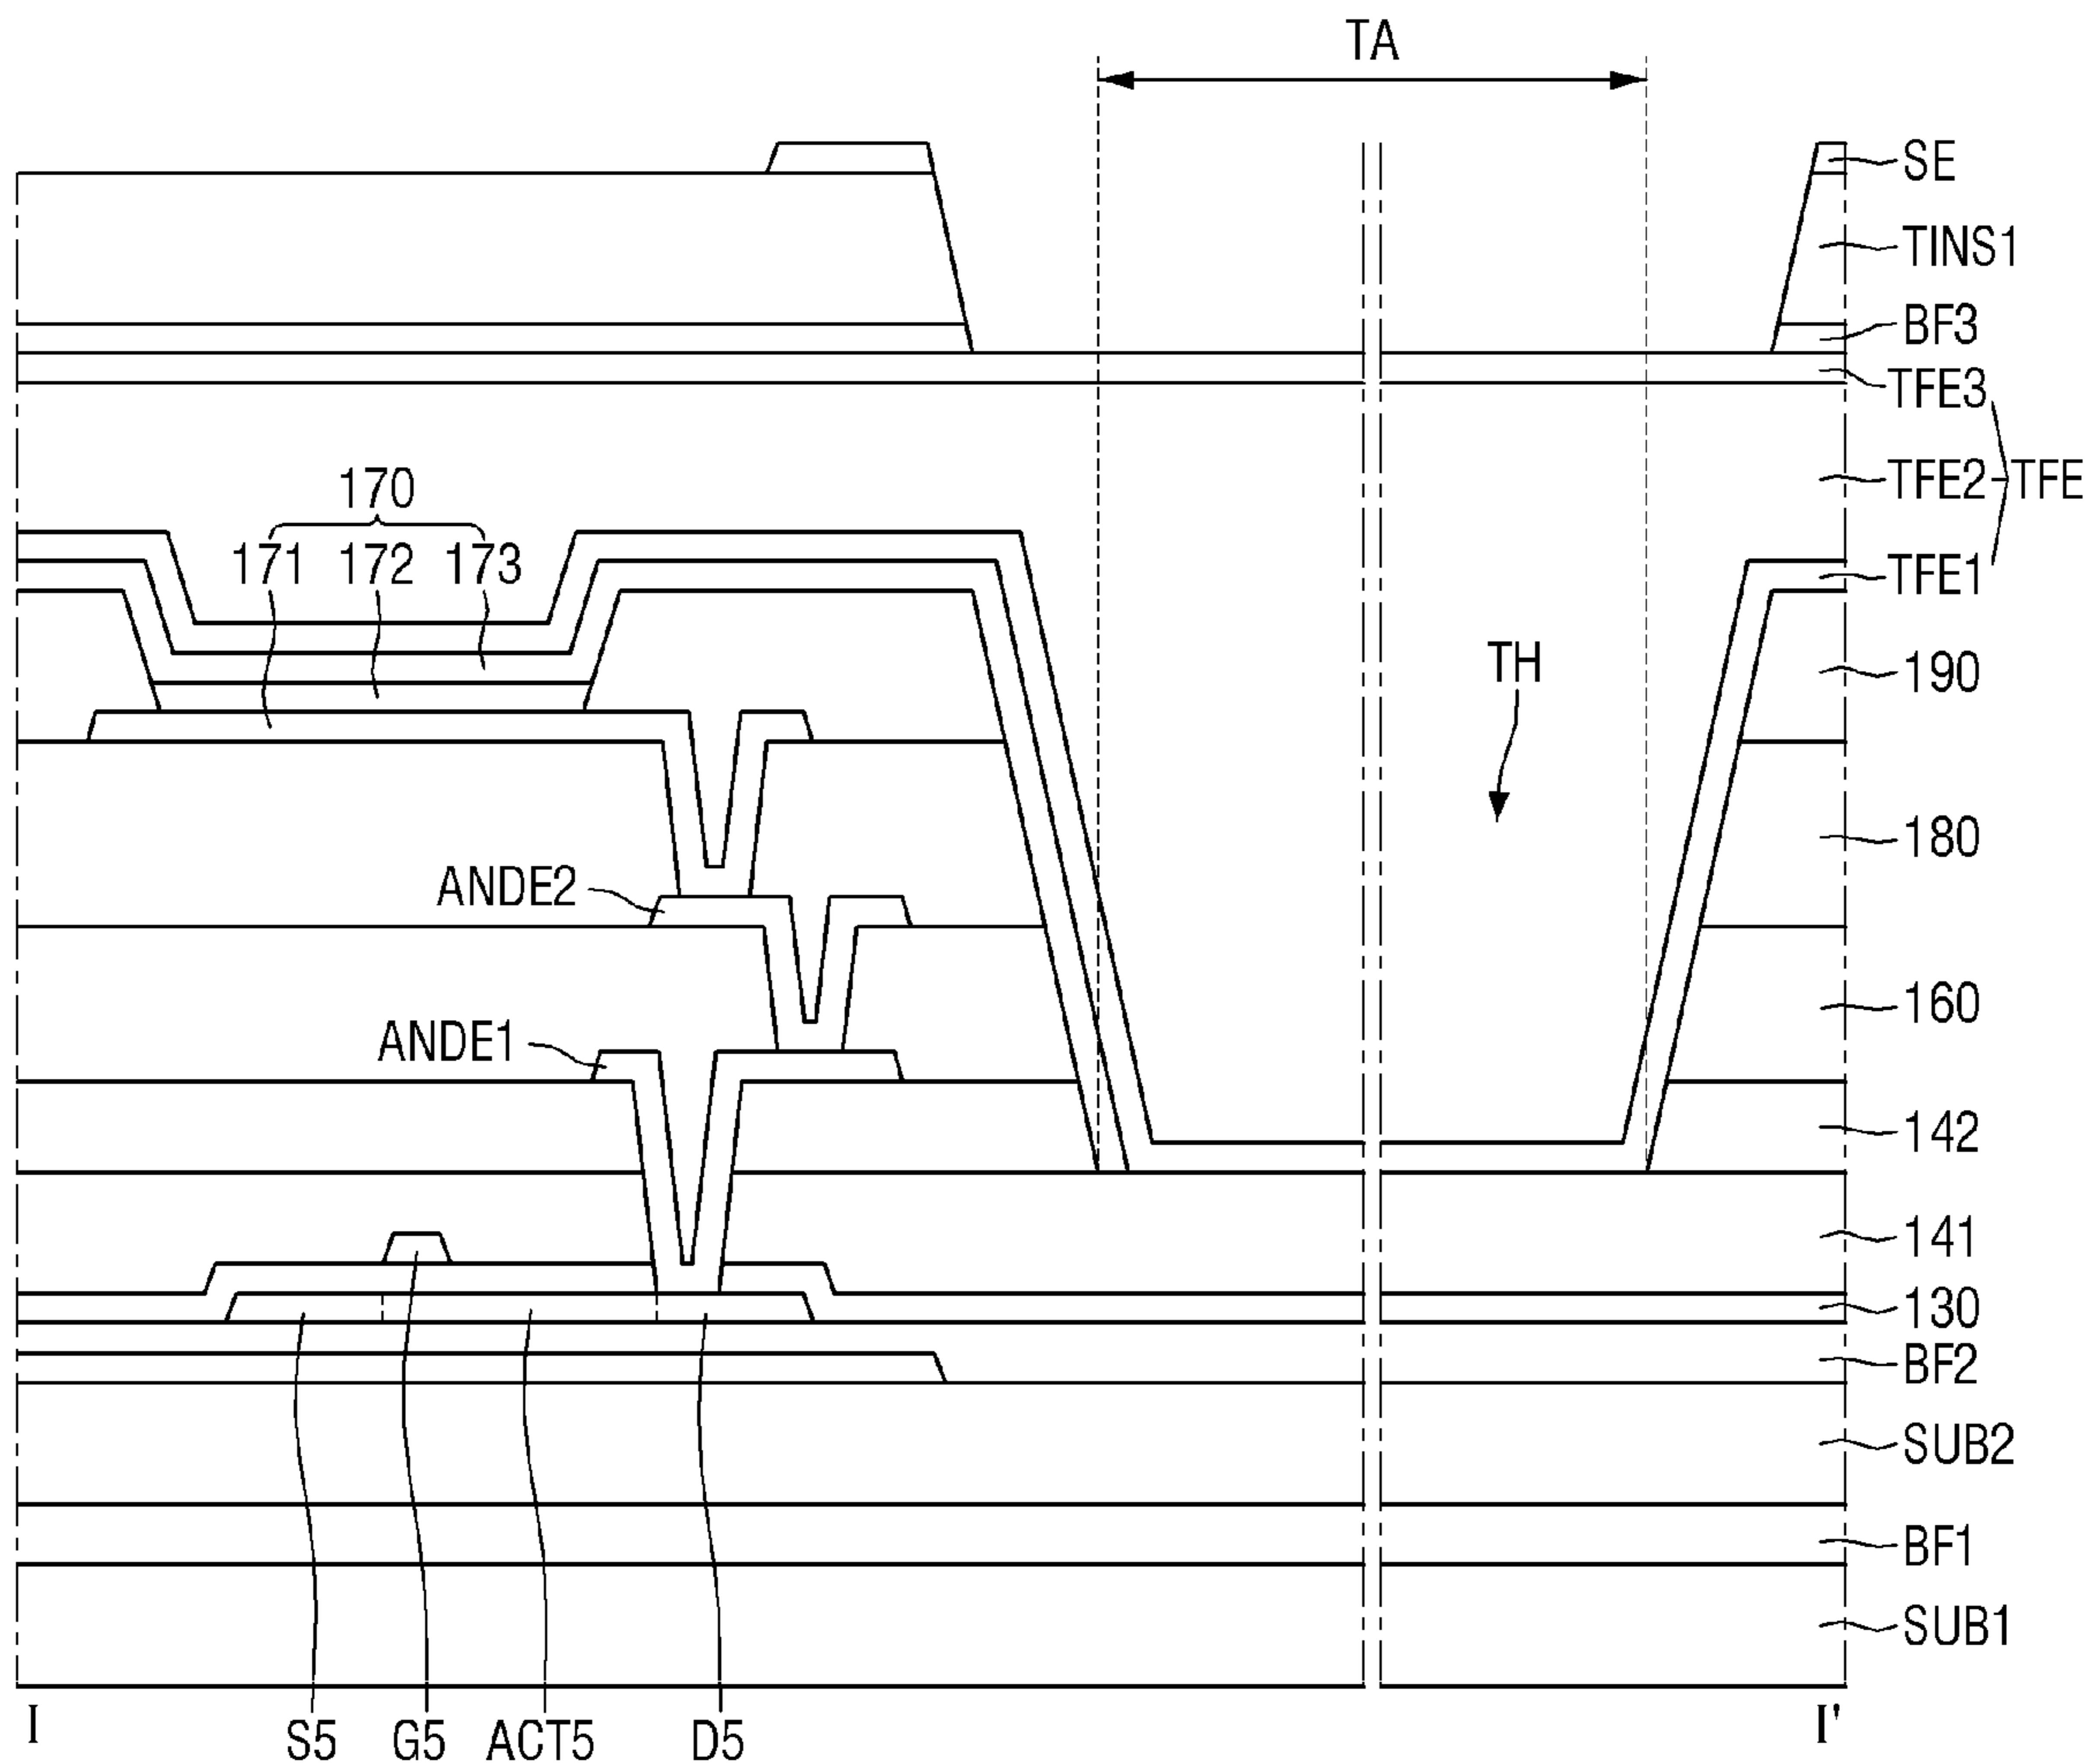 TA
SE
TINS1
BF3
TFE3
TFE2 TFE
TFE1
170
171 172 173
TH
190
180
ANDE2
160
ANDE1
142
141
130
BF2
SUB2
BF1
SUB1
I I'
S5 G5 ACT5 D5